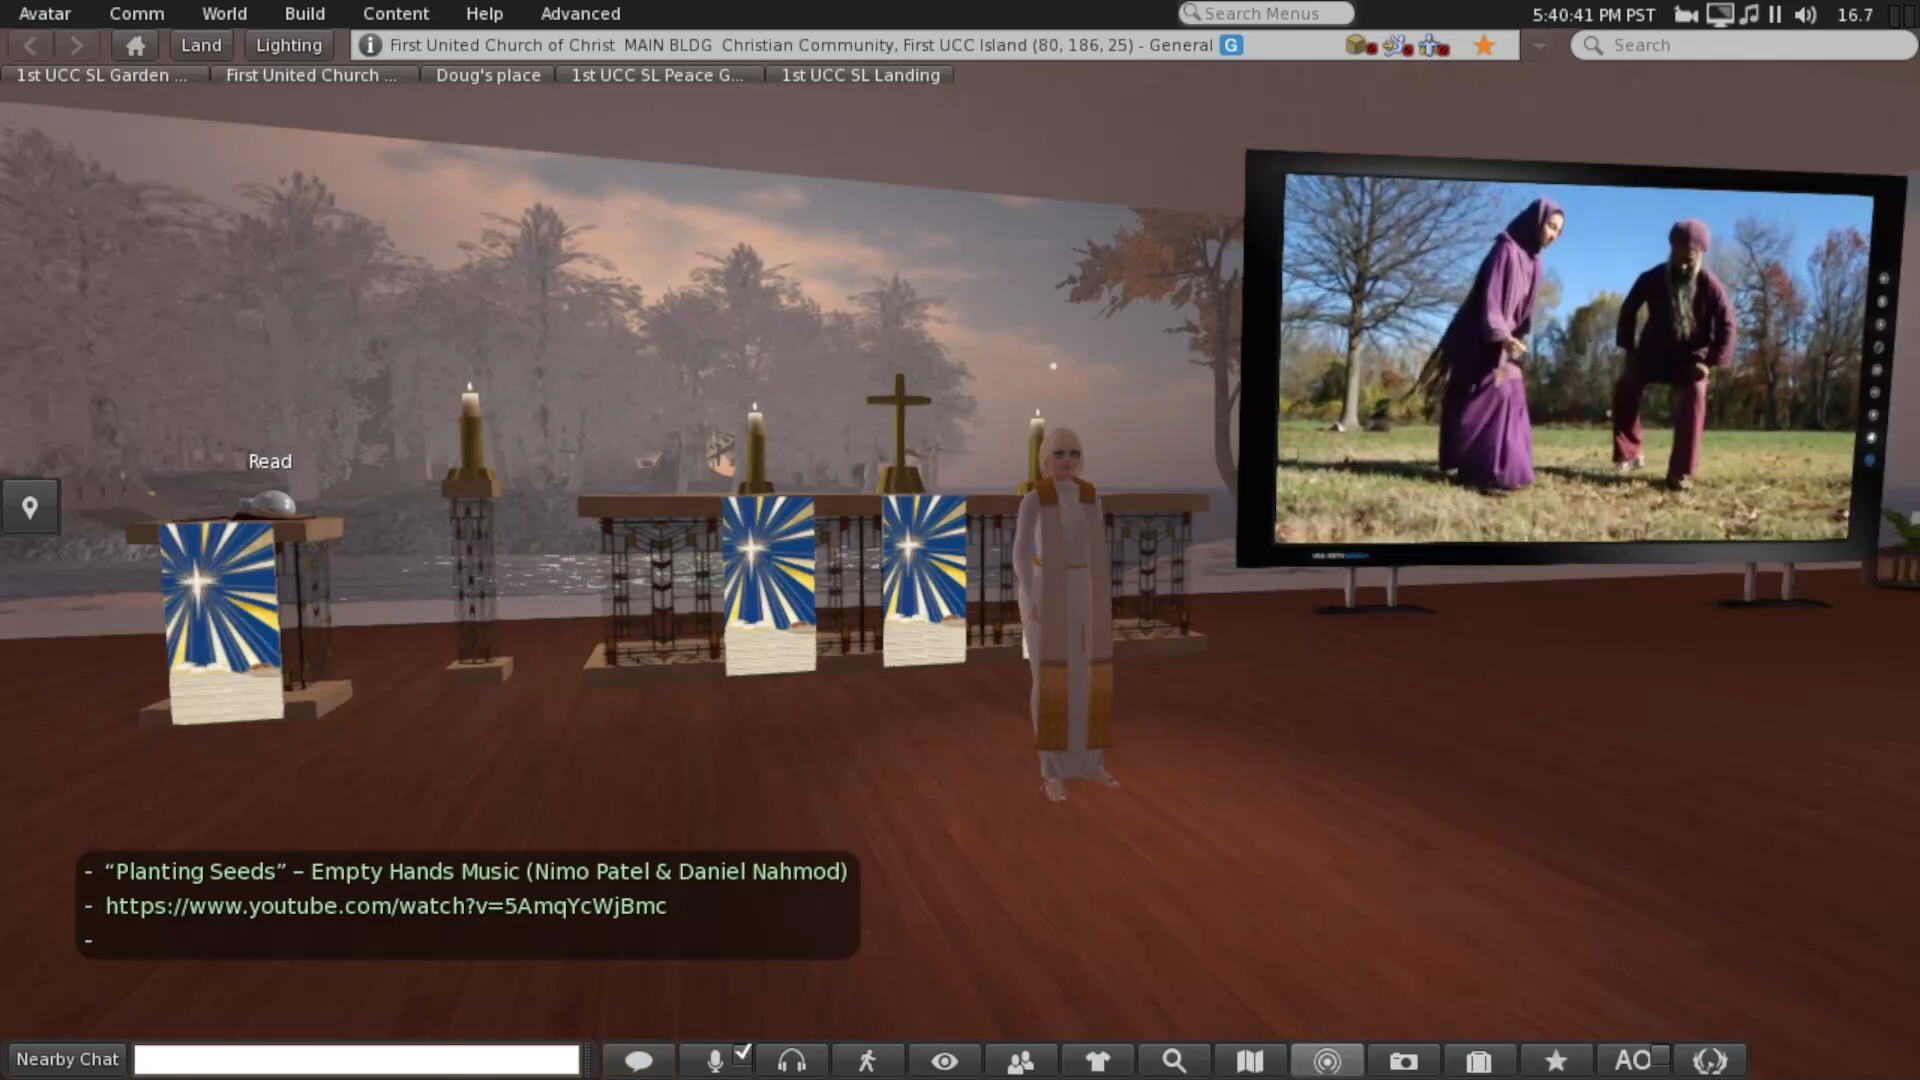 Avatar Comm World Build Content Help Advanced Search Menus 5:40:41 PM PST 16.7
Land Lighting First United Church of Christ MAIN BLDG Christian Community, First UCC Island (80, 186, 25) - General G Search
1st UCC SL Garden ... First United Church ... Doug's place 1st UCC SL Peace G... 1st UCC SL Landing
Read
- “Planting Seeds” – Empty Hands Music (Nimo Patel & Daniel Nahmod)
- https://www.youtube.com/watch?v=5AmqYcWjBmc
-
Nearby Chat AO